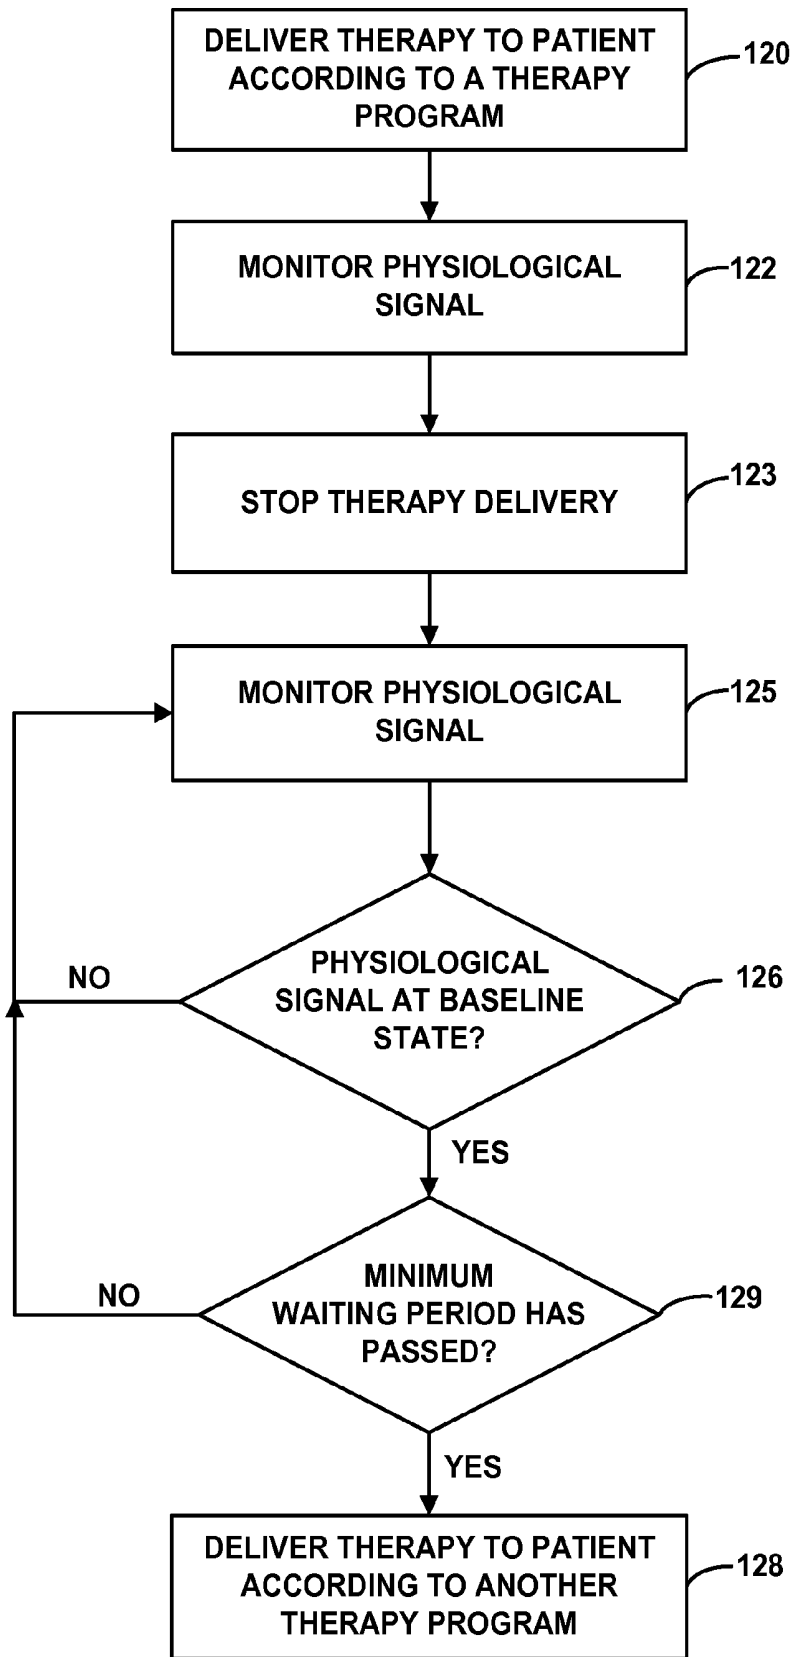 DELIVER THERAPY TO PATIENT
ACCORDING TO A THERAPY
PROGRAM
120
MONITOR PHYSIOLOGICAL
SIGNAL
122
STOP THERAPY DELIVERY
123
MONITOR PHYSIOLOGICAL
SIGNAL
125
PHYSIOLOGICAL
SIGNAL AT BASELINE
STATE?
126
NO
YES
MINIMUM
WAITING PERIOD HAS
PASSED?
129
NO
YES
DELIVER THERAPY TO PATIENT
ACCORDING TO ANOTHER
THERAPY PROGRAM
128